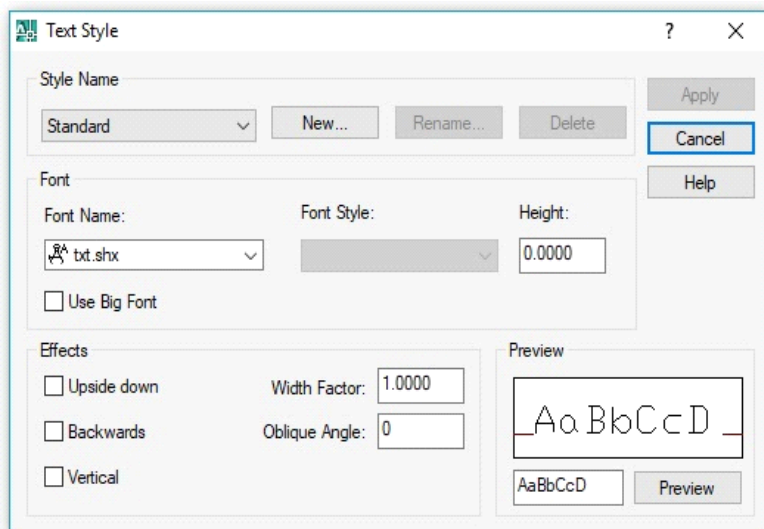 Text Style ?
Style Name
Standard New... Rename... Delete
Apply
Cancel
Help
Font
Font Name: Font Style: Height:
txt.shx 0.0000
Use Big Font
Effects
Upside down Width Factor: 1.0000
Backwards Oblique Angle: 0
Vertical
Preview
AaBbCcD
AaBbCcD Preview